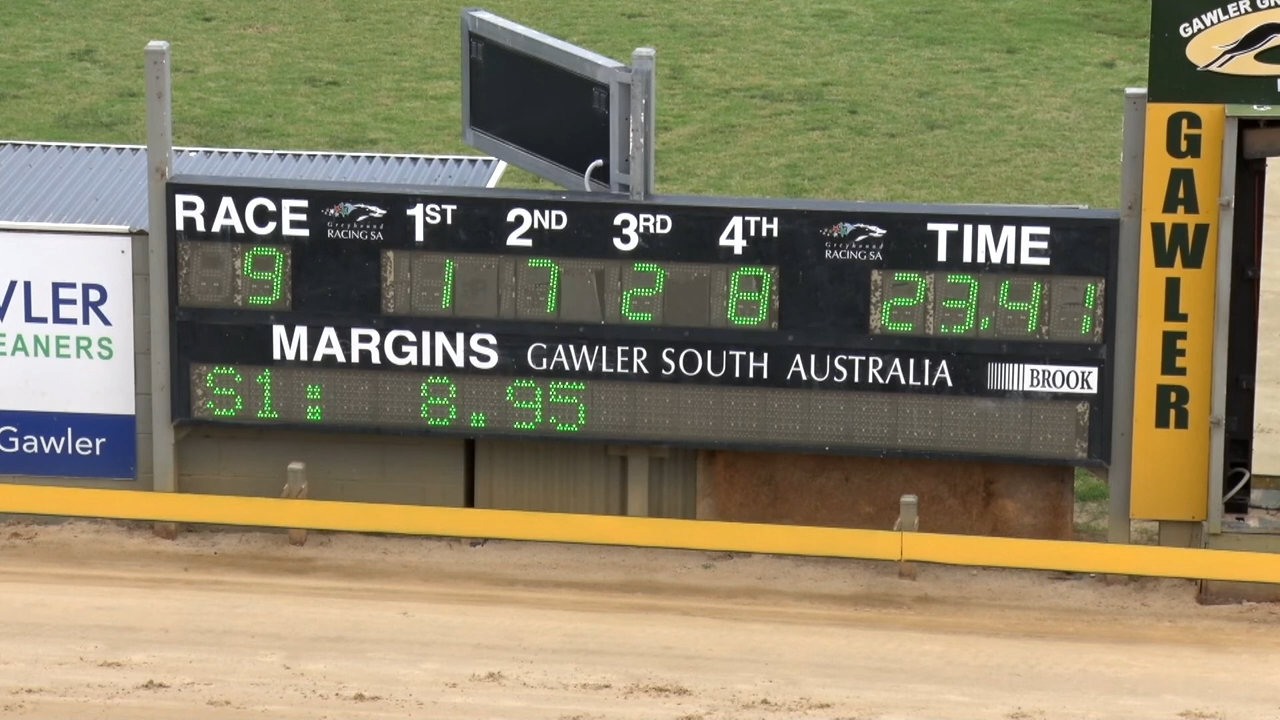 GAWLER
RACE 1ST 2ND 3RD 4TH TIME
Greyhound
RACING SA
Greyhound
RACING SA
9 1 7 2 8 23.41
MARGINS GAWLER SOUTH AUSTRALIA BROOK
S1: 8.95
GAWLER
VLER
EANERS
Gawler